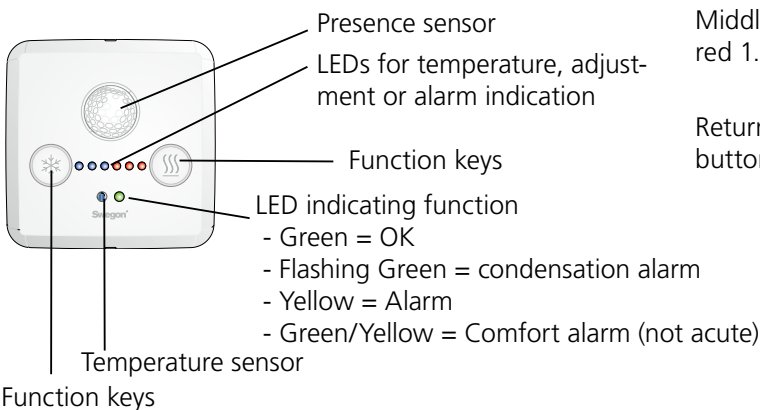 Presence sensor
LEDs for temperature, adjust-
ment or alarm indication
Function keys
LED indicating function
- Green = OK
- Flashing Green = condensation alarm
- Yellow = Alarm
- Green/Yellow = Comfort alarm (not acute)
Temperature sensor
Function keys
Swegon
Middl
red 1.
Return
button